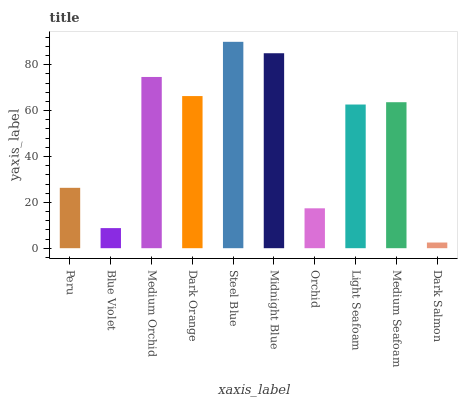 title
yaxis_label
80
60
40
20
0
Peru
Blue Violet
Medium Orchid
Dark Orange
Steel Blue
Midnight Blue
Orchid
Light Seafoam
Medium Seafoam
Dark Salmon
xaxis_label